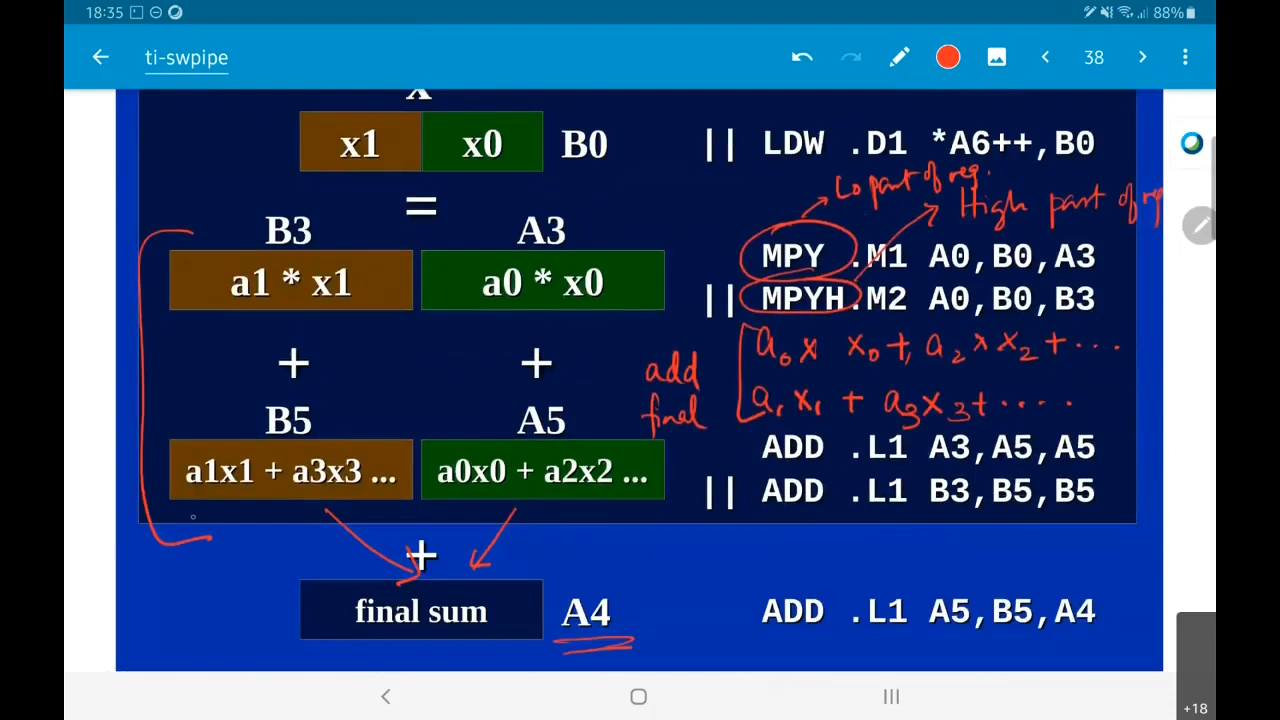 18:35 88%
ti-swpipe 38
x1 x0 B0 || LDW .D1 *A6++,B0
Lo part of reg.
High part of reg
=
B3 A3
a1 * x1 a0 * x0
MPY .M1 A0,B0,A3
|| MPYH.M2 A0,B0,B3
+ +
add final
a0 x x0 + a2 x x2 + ...
a1 x1 + a3 x3 + ....
B5 A5
a1x1 + a3x3 ... a0x0 + a2x2 ...
ADD .L1 A3,A5,A5
|| ADD .L1 B3,B5,B5
+
final sum A4 ADD .L1 A5,B5,A4
+18